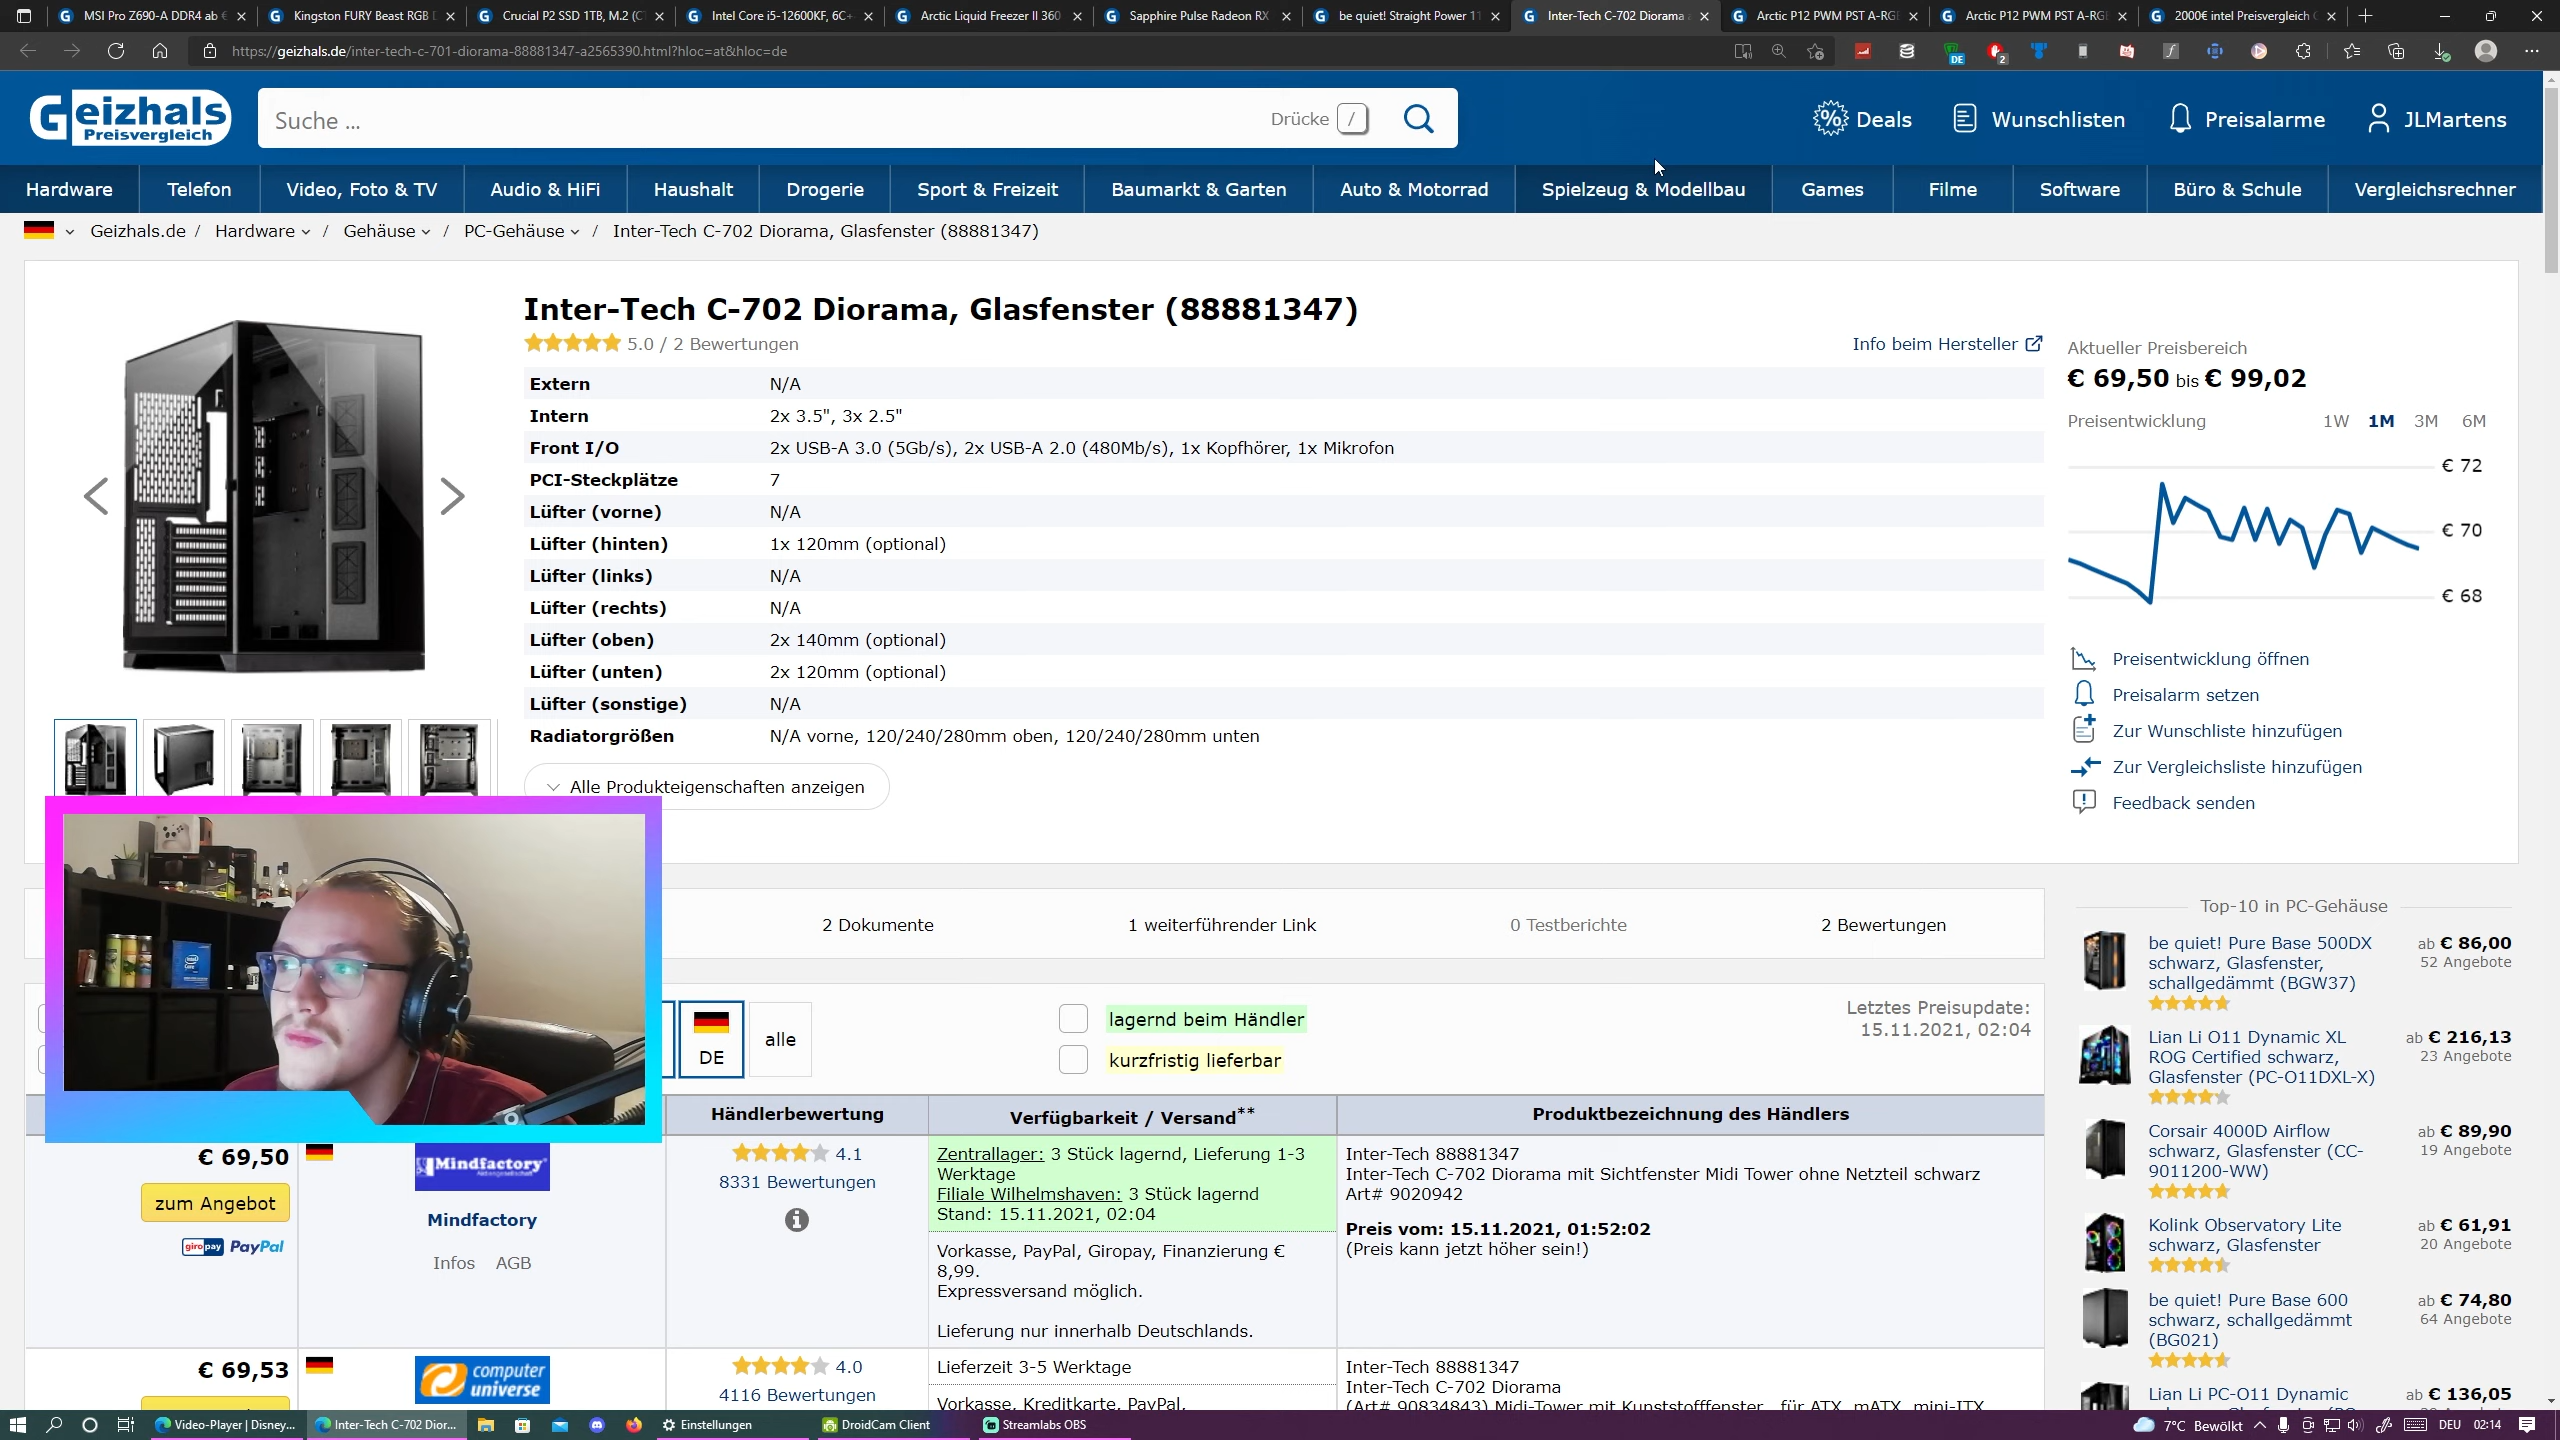 MSI Pro Z690-A DDR4 ab €
Kingston FURY Beast RGB D
Crucial P2 SSD 1TB, M.2 (CT
Intel Core i5-12600KF, 6C+
Arctic Liquid Freezer II 360
Sapphire Pulse Radeon RX
be quiet! Straight Power 11
Inter-Tech C-702 Diorama
Arctic P12 PWM PST A-RGB
Arctic P12 PWM PST A-RGB
2000€ intel Preisvergleich
https://geizhals.de/inter-tech-c-701-diorama-88881347-a2565390.html?hloc=at&hloc=de
DE
2
Geizhals
Preisvergleich
Suche ...
Drücke /
Deals
Wunschlisten
Preisalarme
JLMartens
Hardware
Telefon
Video, Foto & TV
Audio & HiFi
Haushalt
Drogerie
Sport & Freizeit
Baumarkt & Garten
Auto & Motorrad
Spielzeug & Modellbau
Games
Filme
Software
Büro & Schule
Vergleichsrechner
Geizhals.de / Hardware / Gehäuse / PC-Gehäuse / Inter-Tech C-702 Diorama, Glasfenster (88881347)
Inter-Tech C-702 Diorama, Glasfenster (88881347)
5.0 / 2 Bewertungen
Info beim Hersteller
Extern N/A
Intern 2x 3.5", 3x 2.5"
Front I/O 2x USB-A 3.0 (5Gb/s), 2x USB-A 2.0 (480Mb/s), 1x Kopfhörer, 1x Mikrofon
PCI-Steckplätze 7
Lüfter (vorne) N/A
Lüfter (hinten) 1x 120mm (optional)
Lüfter (links) N/A
Lüfter (rechts) N/A
Lüfter (oben) 2x 140mm (optional)
Lüfter (unten) 2x 120mm (optional)
Lüfter (sonstige) N/A
Radiatorgrößen N/A vorne, 120/240/280mm oben, 120/240/280mm unten
Alle Produkteigenschaften anzeigen
Aktueller Preisbereich
€ 69,50 bis € 99,02
Preisentwicklung 1W 1M 3M 6M
€ 72
€ 70
€ 68
Preisentwicklung öffnen
Preisalarm setzen
Zur Wunschliste hinzufügen
Zur Vergleichsliste hinzufügen
Feedback senden
2 Dokumente
1 weiterführender Link
0 Testberichte
2 Bewertungen
DE
alle
lagernd beim Händler
kurzfristig lieferbar
Letztes Preisupdate:
15.11.2021, 02:04
Händlerbewertung
Verfügbarkeit / Versand**
Produktbezeichnung des Händlers
€ 69,50
zum Angebot
giropay PayPal
Mindfactory
Mindfactory
Infos AGB
4.1
8331 Bewertungen
Zentrallager: 3 Stück lagernd, Lieferung 1-3
Werktage
Filiale Wilhelmshaven: 3 Stück lagernd
Stand: 15.11.2021, 02:04
Vorkasse, PayPal, Giropay, Finanzierung €
8,99.
Expressversand möglich.
Lieferung nur innerhalb Deutschlands.
Inter-Tech 88881347
Inter-Tech C-702 Diorama mit Sichtfenster Midi Tower ohne Netzteil schwarz
Art# 9020942
Preis vom: 15.11.2021, 01:52:02
(Preis kann jetzt höher sein!)
€ 69,53
computer
universe
4.0
4116 Bewertungen
Lieferzeit 3-5 Werktage
Vorkasse, Kreditkarte, PayPal,
Inter-Tech 88881347
Inter-Tech C-702 Diorama
(Art# 90834843) Midi-Tower mit Kunststofffenster, für ATX, mATX, mini-ITX
Top-10 in PC-Gehäuse
be quiet! Pure Base 500DX
schwarz, Glasfenster,
schallgedämmt (BGW37)
ab € 86,00
52 Angebote
Lian Li O11 Dynamic XL
ROG Certified schwarz,
Glasfenster (PC-O11DXL-X)
ab € 216,13
23 Angebote
Corsair 4000D Airflow
schwarz, Glasfenster (CC-
9011200-WW)
ab € 89,90
19 Angebote
Kolink Observatory Lite
schwarz, Glasfenster
ab € 61,91
20 Angebote
be quiet! Pure Base 600
schwarz, schallgedämmt
(BG021)
ab € 74,80
64 Angebote
Lian Li PC-O11 Dynamic
ab € 136,05
Video-Player | Disney...
Inter-Tech C-702 Dior...
Einstellungen
DroidCam Client
Streamlabs OBS
7°C Bewölkt
DEU
02:14